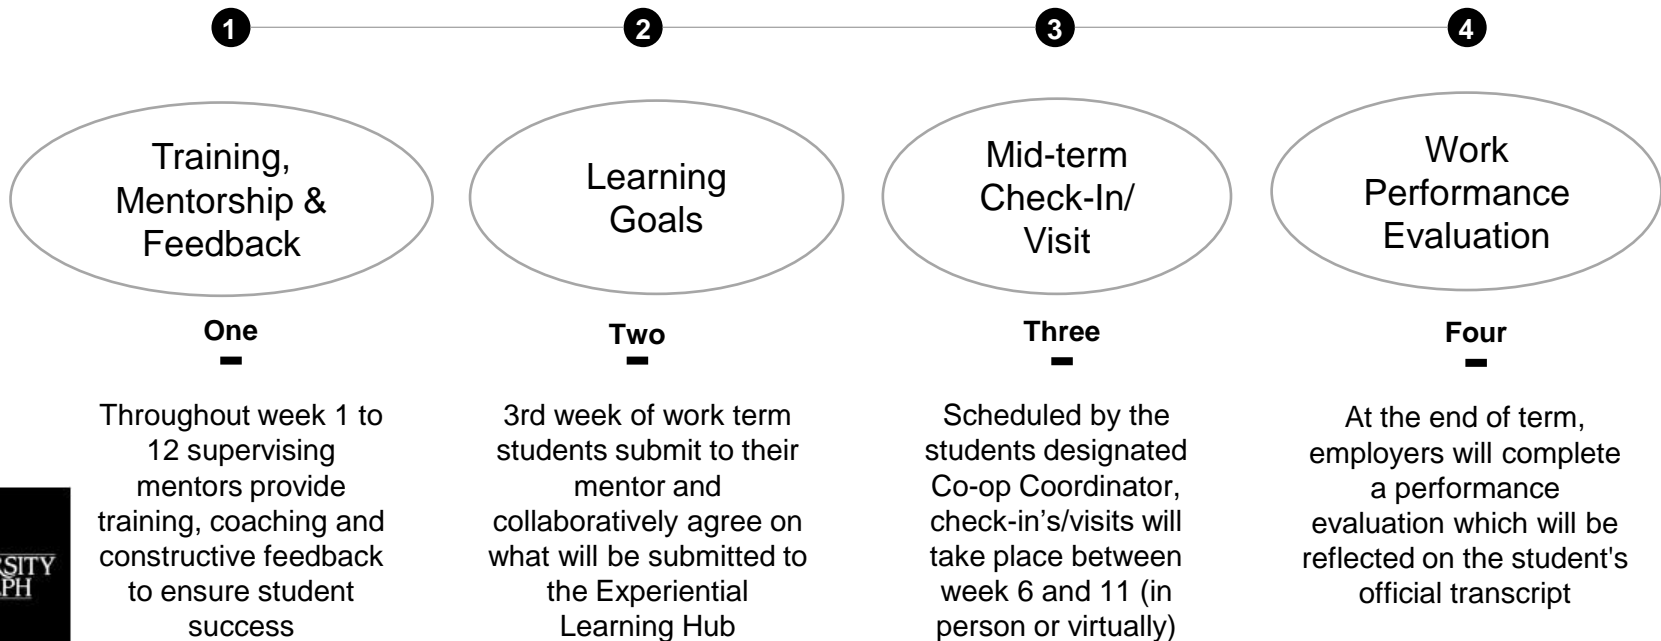 1
2
3
4
Training,
Mentorship &
Feedback
Learning
Goals
Mid-term
Check-In/
Visit
Work
Performance
Evaluation
One
Throughout week 1 to
12 supervising
mentors provide
training, coaching and
constructive feedback
to ensure student
success
Two
3rd week of work term
students submit to their
mentor and
collaboratively agree on
what will be submitted to
the Experiential
Learning Hub
Three
Scheduled by the
students designated
Co-op Coordinator,
check-in's/visits will
take place between
week 6 and 11 (in
person or virtually)
Four
At the end of term,
employers will complete
a performance
evaluation which will be
reflected on the student's
official transcript